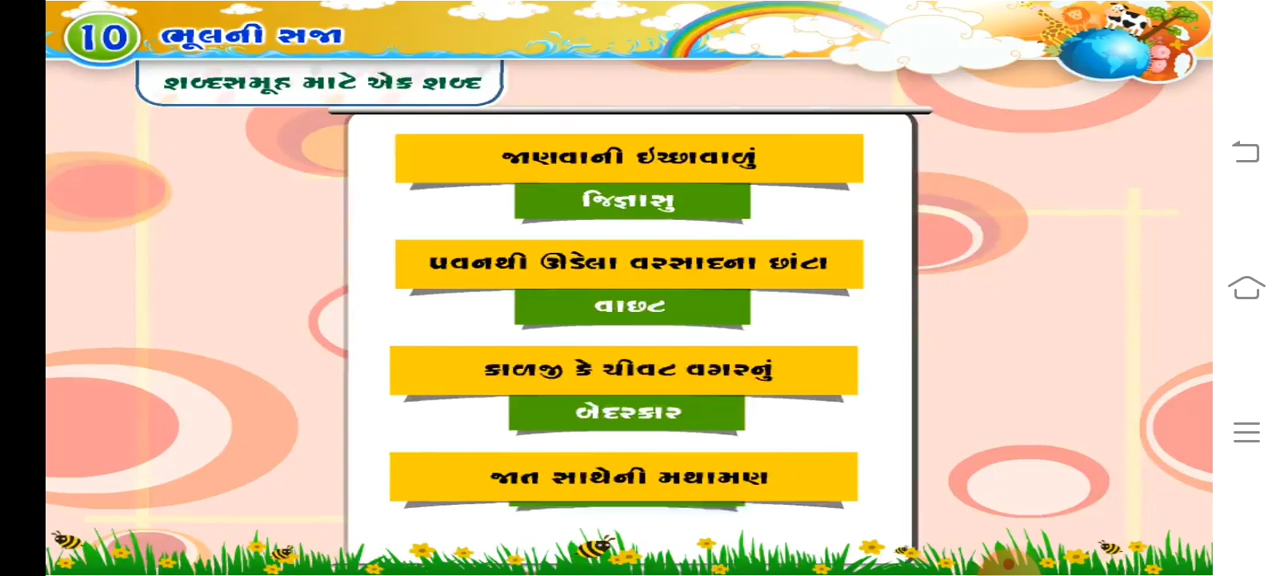 10 ભૂલની સજા
શબ્દસમૂહ માટે એક શબ્દ
જાણવાની ઇચ્છાવાળું
જિજ્ઞાસુ
પવનથી ઊડેલા વરસાદના છાંટા
વાછટ
કાળજી કે ચીવટ વગરનું
બેદરકાર
જાત સાથેની મથામણ